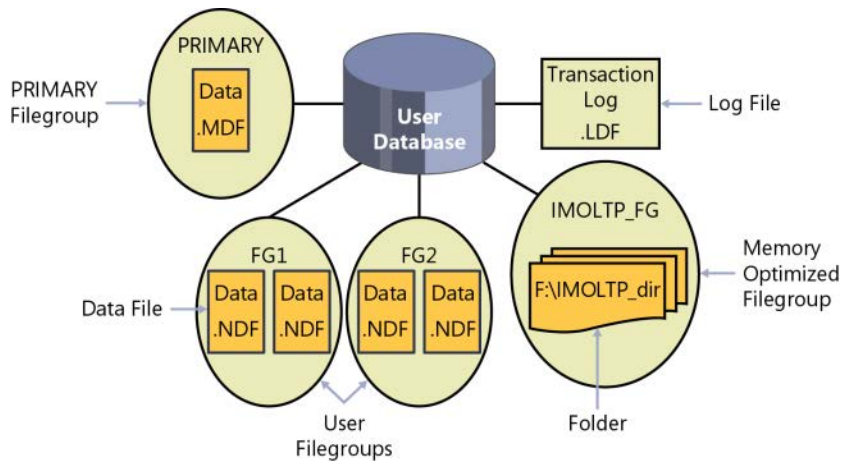 PRIMARY
Data
.MDF
PRIMARY
Filegroup
User
Database
Transaction
Log
.LDF
Log File
FG1
Data
.NDF
Data
.NDF
FG2
Data
.NDF
Data
.NDF
Data File
User
Filegroups
IMOLTP_FG
F:\IMOLTP_dir
Memory
Optimized
Filegroup
Folder